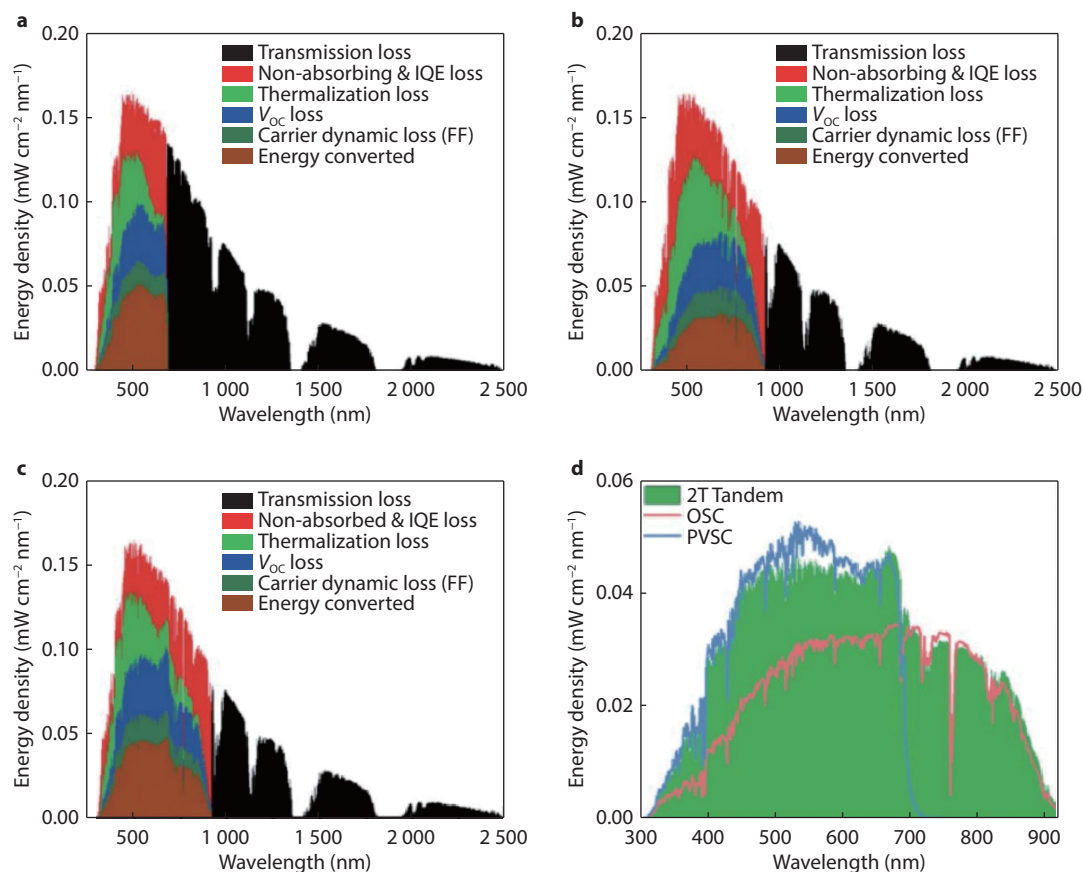 a
0.20
0.15
0.10
0.05
0.00
Energy density (mW cm⁻² nm⁻¹)
Transmission loss
Non-absorbing & IQE loss
Thermalization loss
V_OC loss
Carrier dynamic loss (FF)
Energy converted
500 1 000 1 500 2 000 2 500
Wavelength (nm)
b
0.20
0.15
0.10
0.05
0.00
Energy density (mW cm⁻² nm⁻¹)
Transmission loss
Non-absorbing & IQE loss
Thermalization loss
V_OC loss
Carrier dynamic loss (FF)
Energy converted
500 1 000 1 500 2 000 2 500
Wavelength (nm)
c
0.20
0.15
0.10
0.05
0.00
Energy density (mW cm⁻² nm⁻¹)
Transmission loss
Non-absorbed & IQE loss
Thermalization loss
V_OC loss
Carrier dynamic loss (FF)
Energy converted
500 1 000 1 500 2 000 2 500
Wavelength (nm)
d
0.06
0.04
0.02
0.00
Energy density (mW cm⁻² nm⁻¹)
2T Tandem
OSC
PVSC
300 400 500 600 700 800 900
Wavelength (nm)